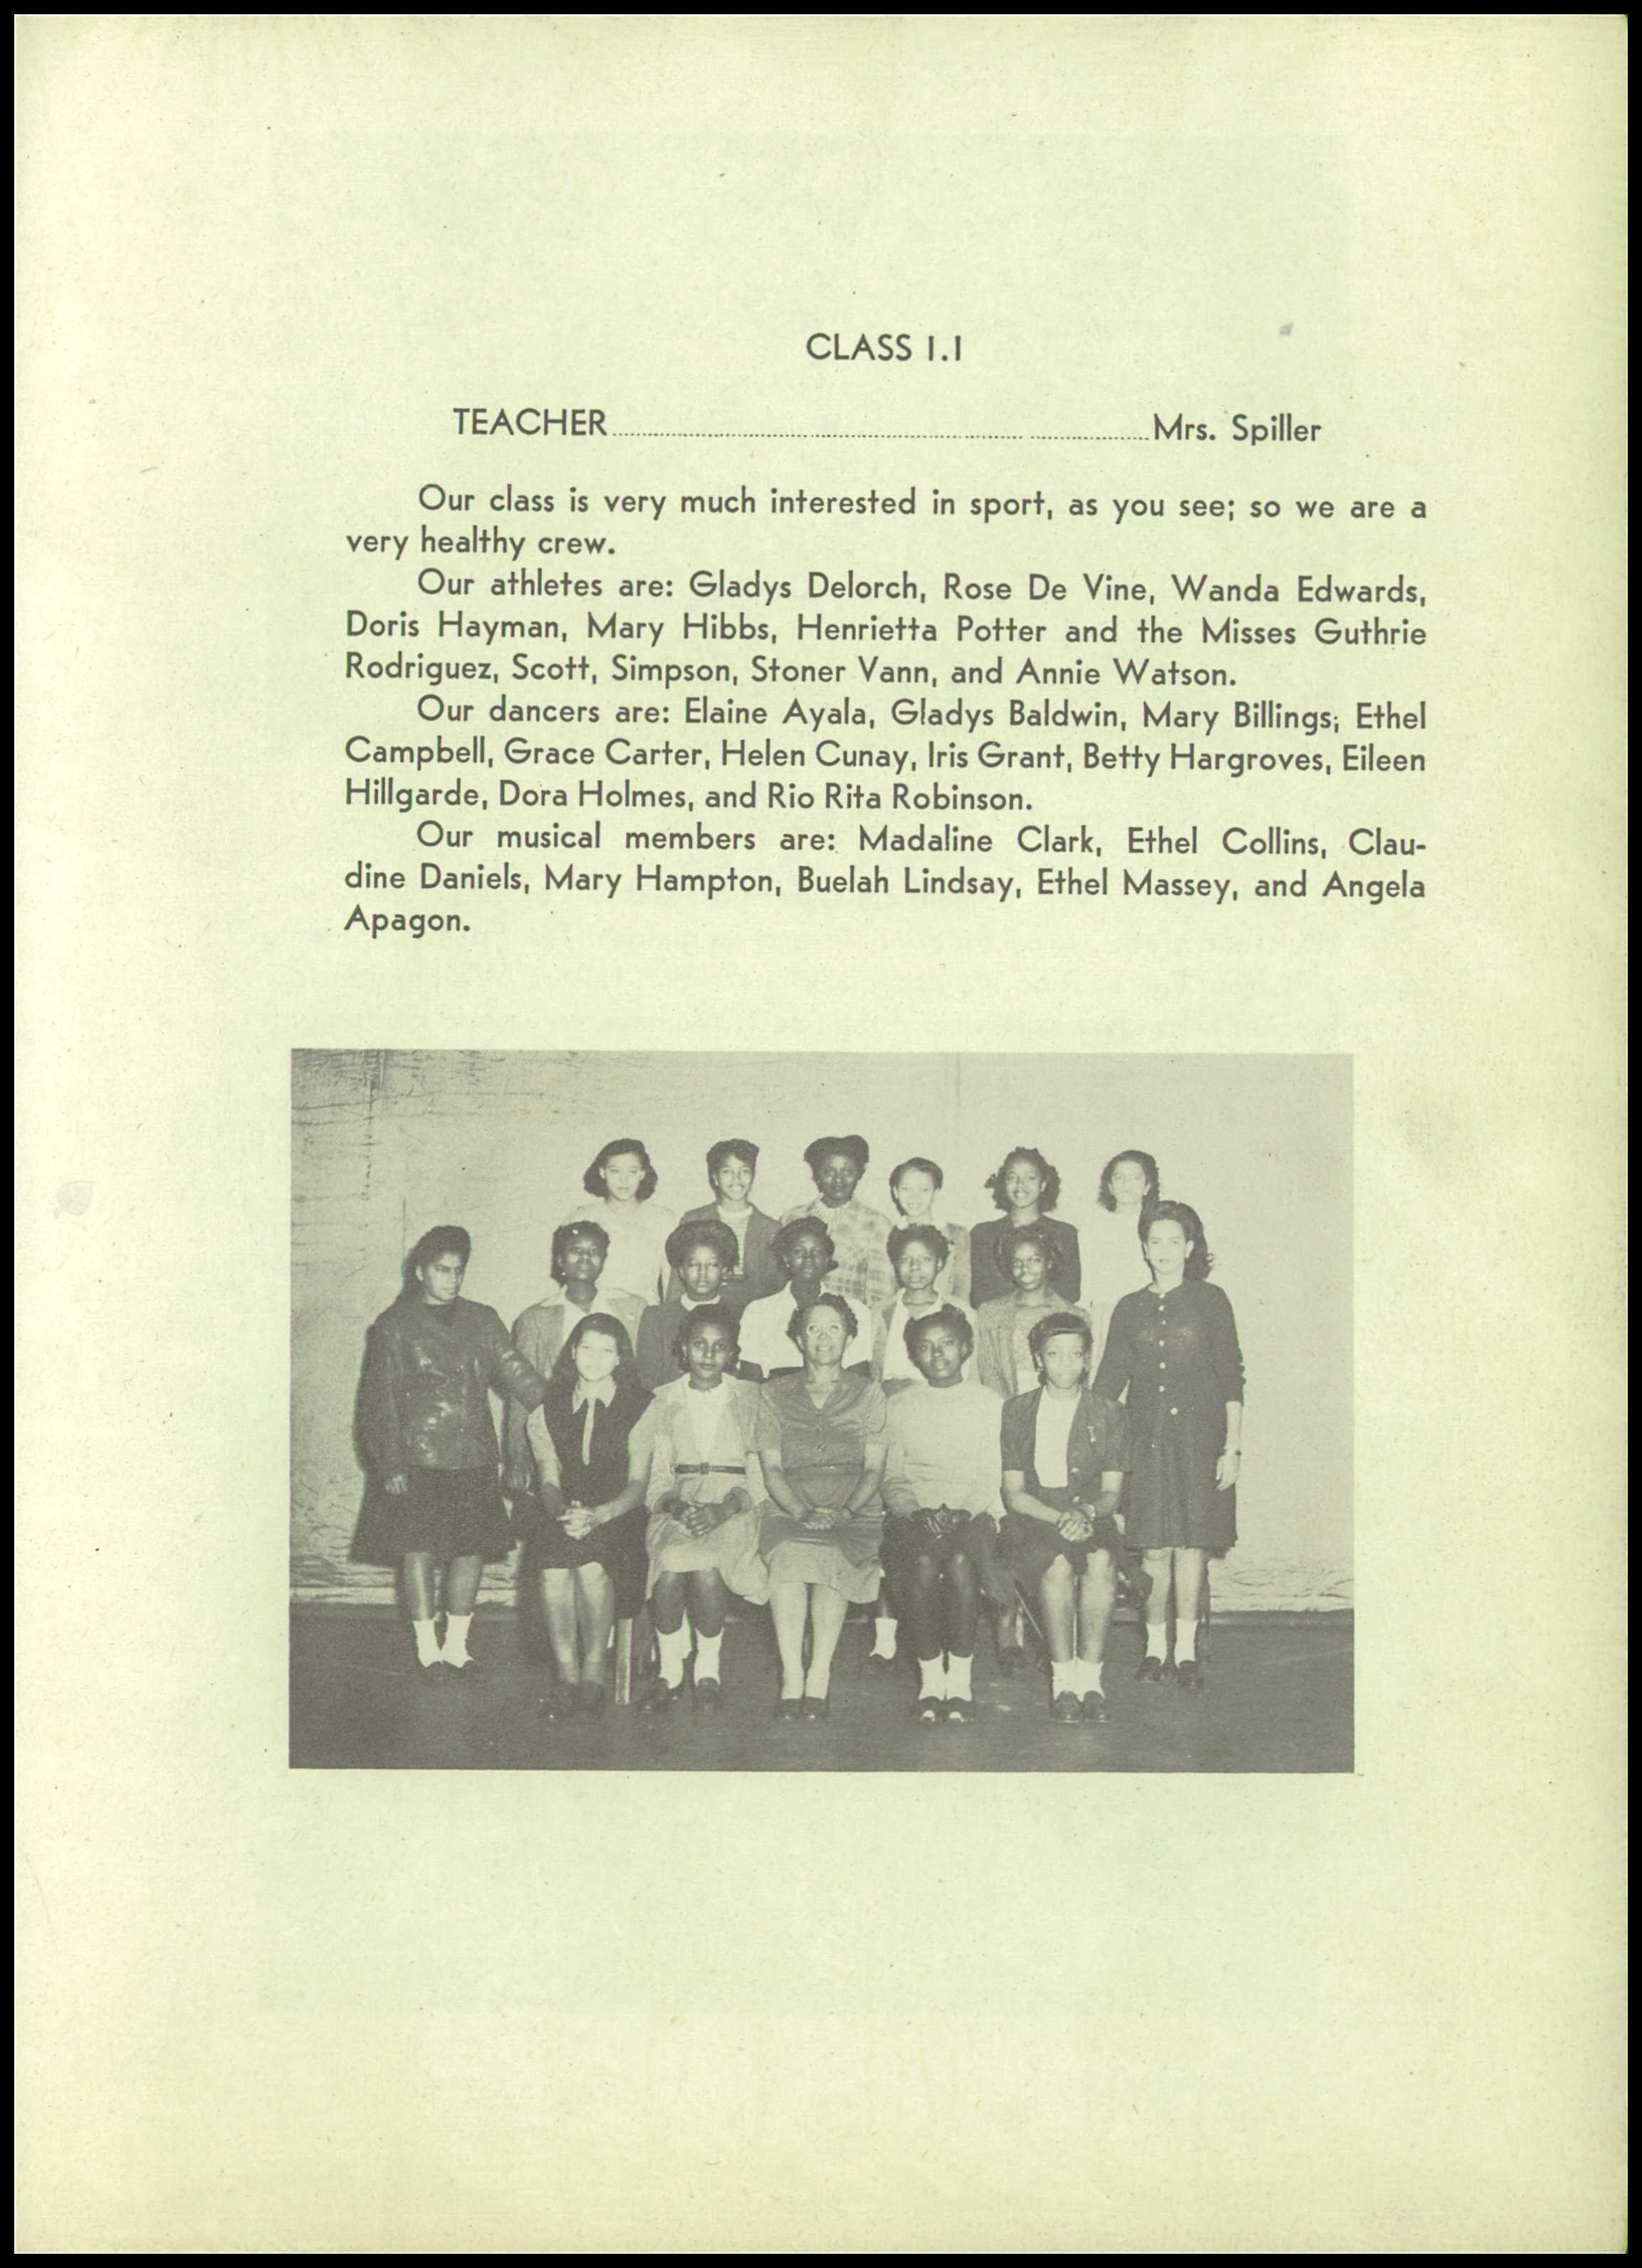 CLASS 1.1
TEACHER................................................................Mrs. Spiller
Our class is very much interested in sport, as you see; so we are a
very healthy crew.
Our athletes are: Gladys Delorch, Rose De Vine, Wanda Edwards,
Doris Hayman, Mary Hibbs, Henrietta Potter and the Misses Guthrie
Rodriguez, Scott, Simpson, Stoner Vann, and Annie Watson.
Our dancers are: Elaine Ayala, Gladys Baldwin, Mary Billings; Ethel
Campbell, Grace Carter, Helen Cunay, Iris Grant, Betty Hargroves, Eileen
Hillgarde, Dora Holmes, and Rio Rita Robinson.
Our musical members are: Madaline Clark, Ethel Collins, Clau-
dine Daniels, Mary Hampton, Buelah Lindsay, Ethel Massey, and Angela
Apagon.